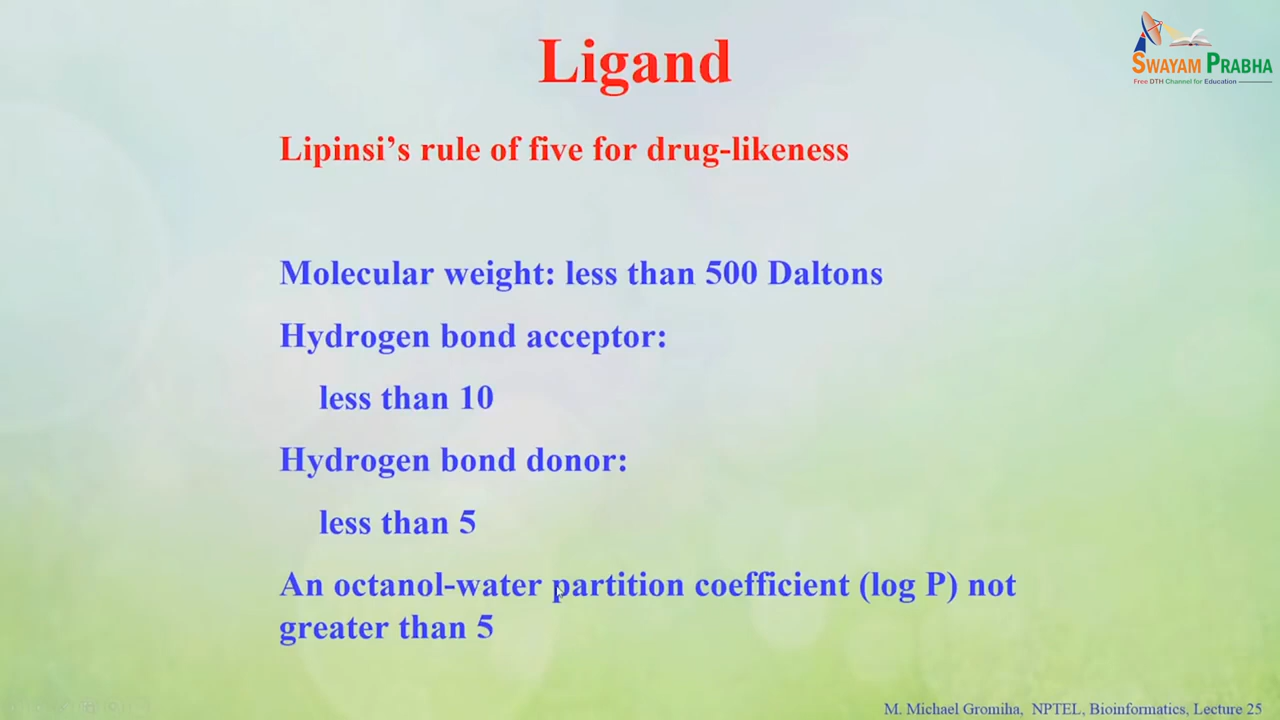 Ligand
SWAYAM PRABHA
Free DTH Channel for Education
Lipinsi's rule of five for drug-likeness
Molecular weight: less than 500 Daltons
Hydrogen bond acceptor:
less than 10
Hydrogen bond donor:
less than 5
An octanol-water partition coefficient (log P) not
greater than 5
M. Michael Gromiha, NPTEL, Bioinformatics, Lecture 25